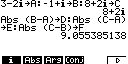 3-2i→A:-1+i→B:8+2i→C
8+2i
Abs (B-A)→D:Abs (C-A)
→E:Abs (C-B)→F
9.055385138
i Abs Arg Conj ▷